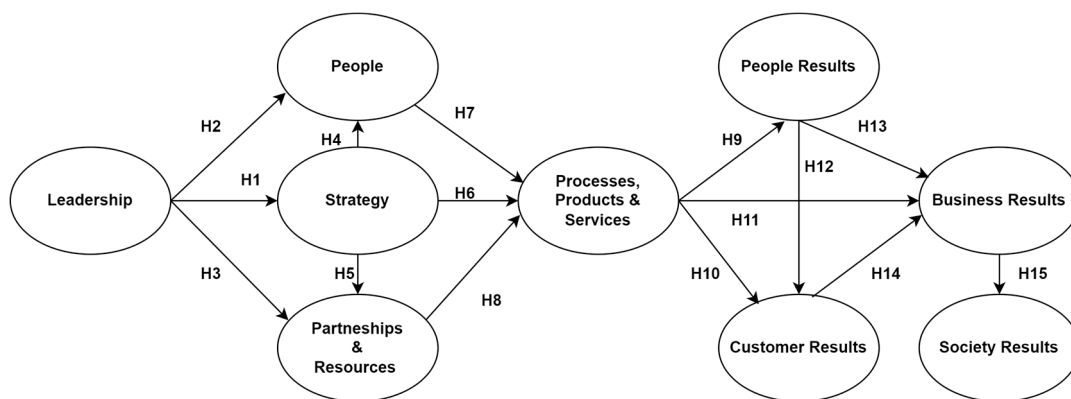 People
People Results
H2
H7
H4
H9
H13
H12
Leadership
H1
Strategy
H6
Processes,
Products &
Services
H11
Business Results
H3
H5
H8
H10
H14
H15
Partneships
&
Resources
Customer Results
Society Results